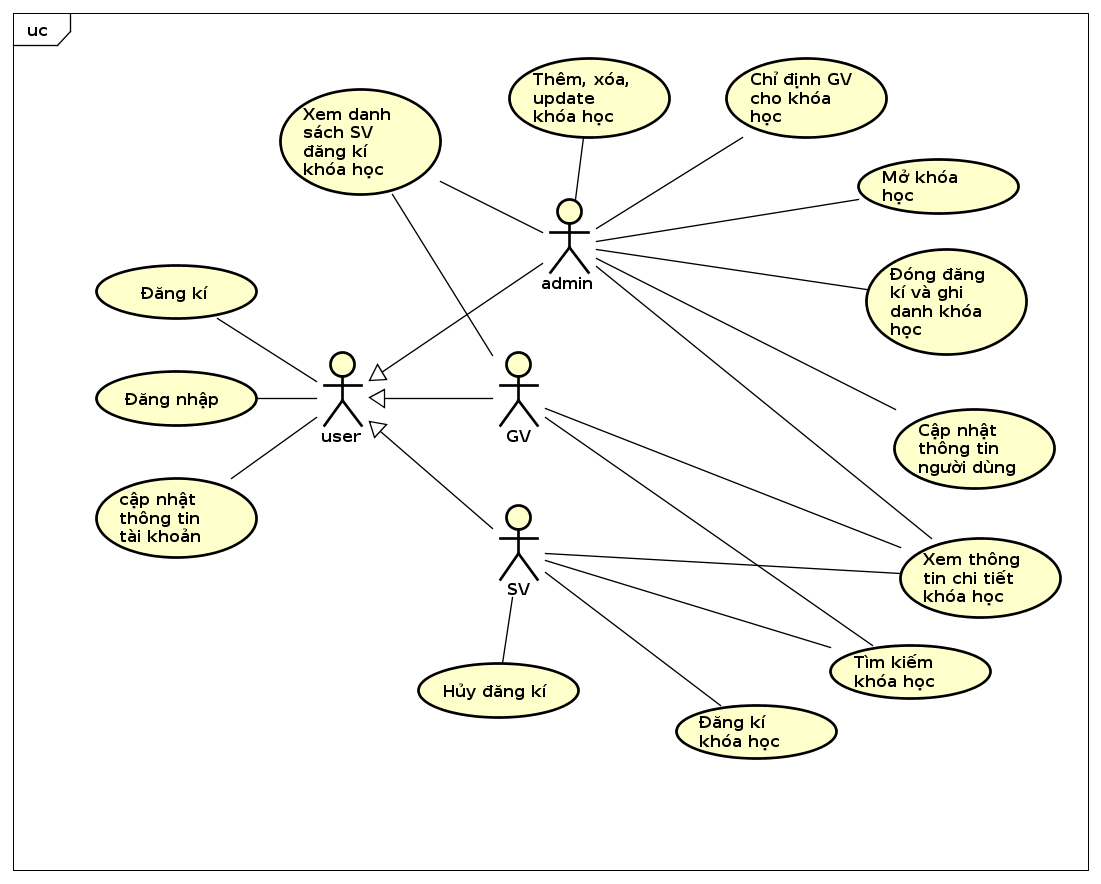 uc
Thêm, xóa,
update
khóa học
Chỉ định GV
cho khóa
học
Xem danh
sách SV
đăng kí
khóa học
Mở khóa
học
admin
Đóng đăng
kí và ghi
danh khóa
học
Đăng kí
Đăng nhập
user
GV
Cập nhật
thông tin
người dùng
cập nhật
thông tin
tài khoản
SV
Xem thông
tin chi tiết
khóa học
Tìm kiếm
khóa học
Hủy đăng kí
Đăng kí
khóa học